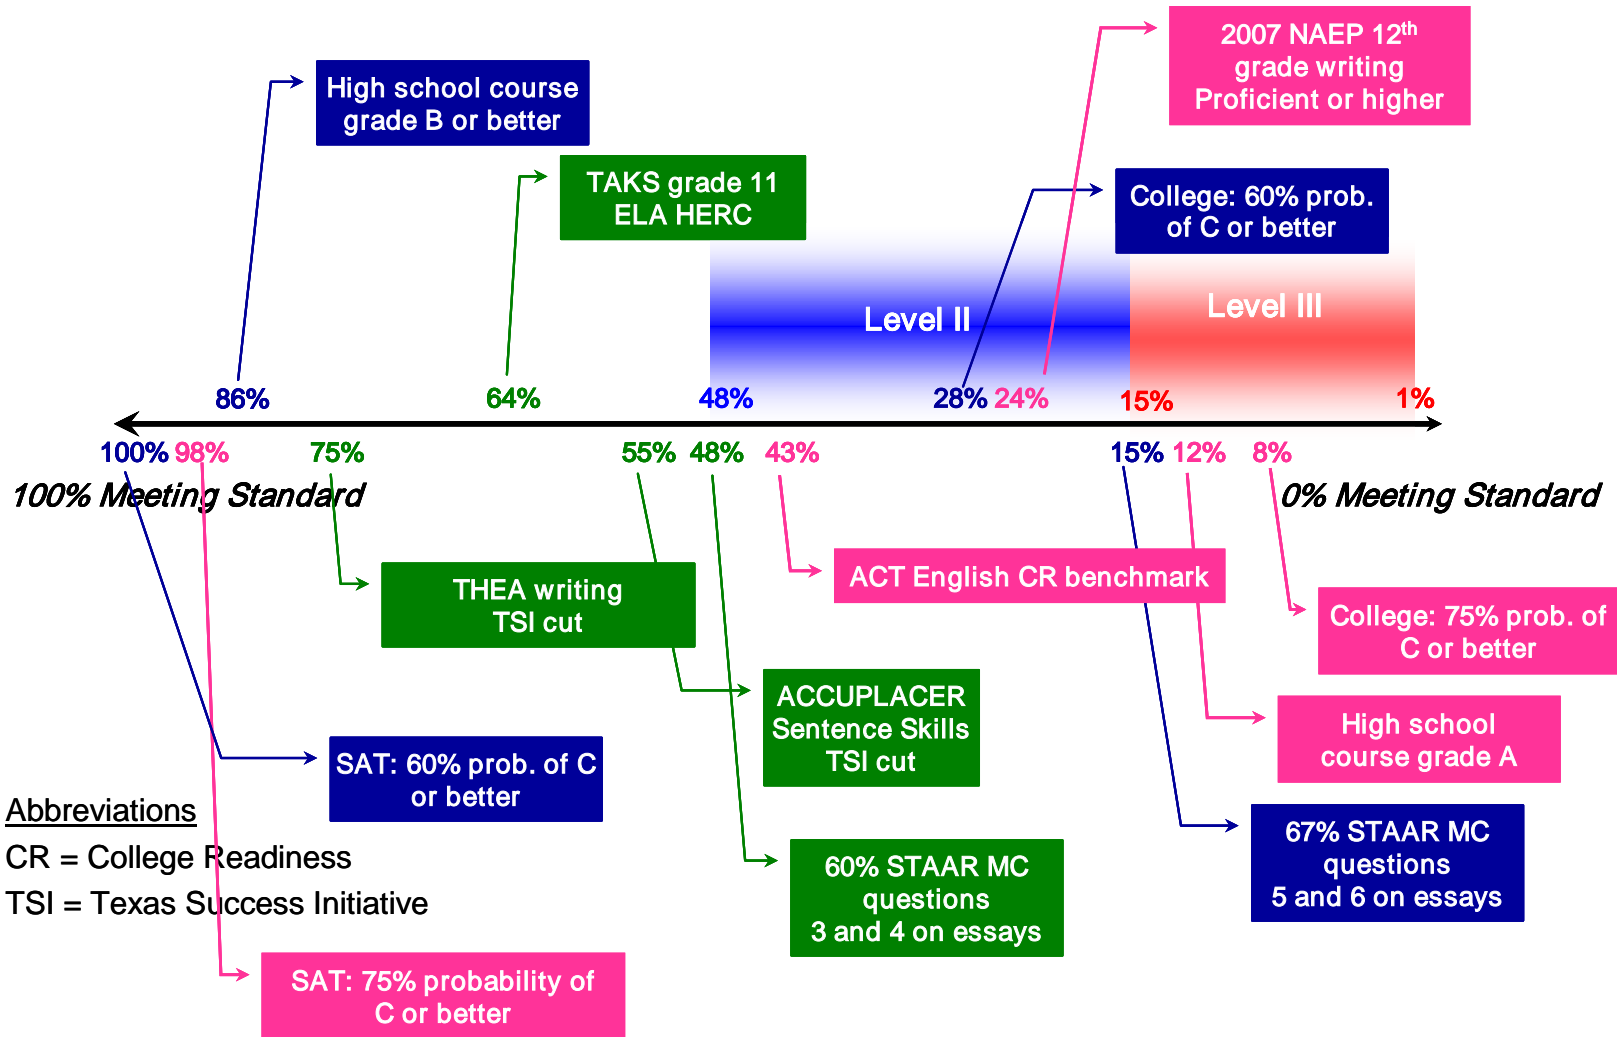 2007 NAEP 12th
grade writing
Proficient or higher
High school course
grade B or better
TAKS grade 11
ELA HERC
College: 60% prob.
of C or better
Level II
Level III
86%
64%
48%
28%
24%
15%
1%
100%
98%
75%
55%
48%
43%
15%
12%
8%
100% Meeting Standard
0% Meeting Standard
THEA writing
TSI cut
ACT English CR benchmark
College: 75% prob. of
C or better
ACCUPLACER
Sentence Skills
TSI cut
High school
course grade A
SAT: 60% prob. of C
or better
Abbreviations
CR = College Readiness
TSI = Texas Success Initiative
60% STAAR MC
questions
3 and 4 on essays
67% STAAR MC
questions
5 and 6 on essays
SAT: 75% probability of
C or better